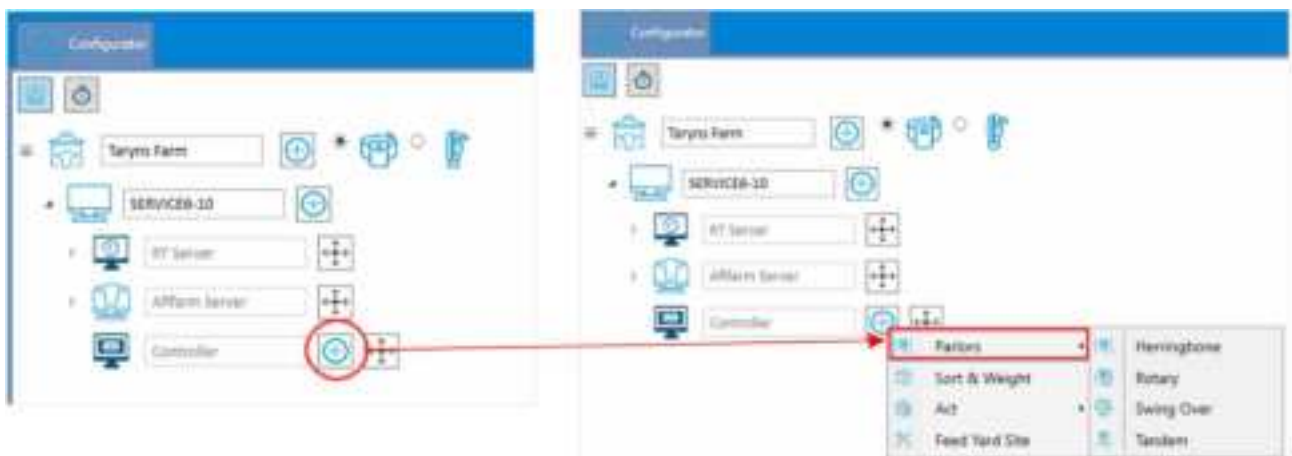 Configurator
Taryns Farm
SERVICE8-10
RT Server
Afifarm Server
Controller
Configurator
Taryns Farm
SERVICE8-10
RT Server
Afifarm Server
Controller
Parlors
Herringbone
Sort & Weight
Rotary
Act
Swing Over
Feed Yard Site
Tandem